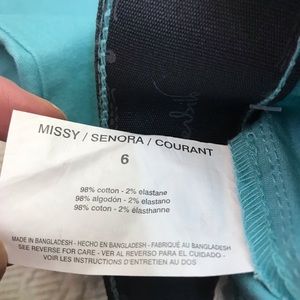 MISSY / SENORA / COURANT
6
98% cotton - 2% elastane
98% algodón - 2% elastano
98% coton - 2% élasthanne
MADE IN BANGLADESH - HECHO EN BANGLADESH - FABRIQUÉ AU BANGLADESH
SEE REVERSE FOR CARE - VER AL REVERSO PARA EL CUIDADO -
VOIR LES INSTRUCTIONS D'ENTRETIEN AU DOS